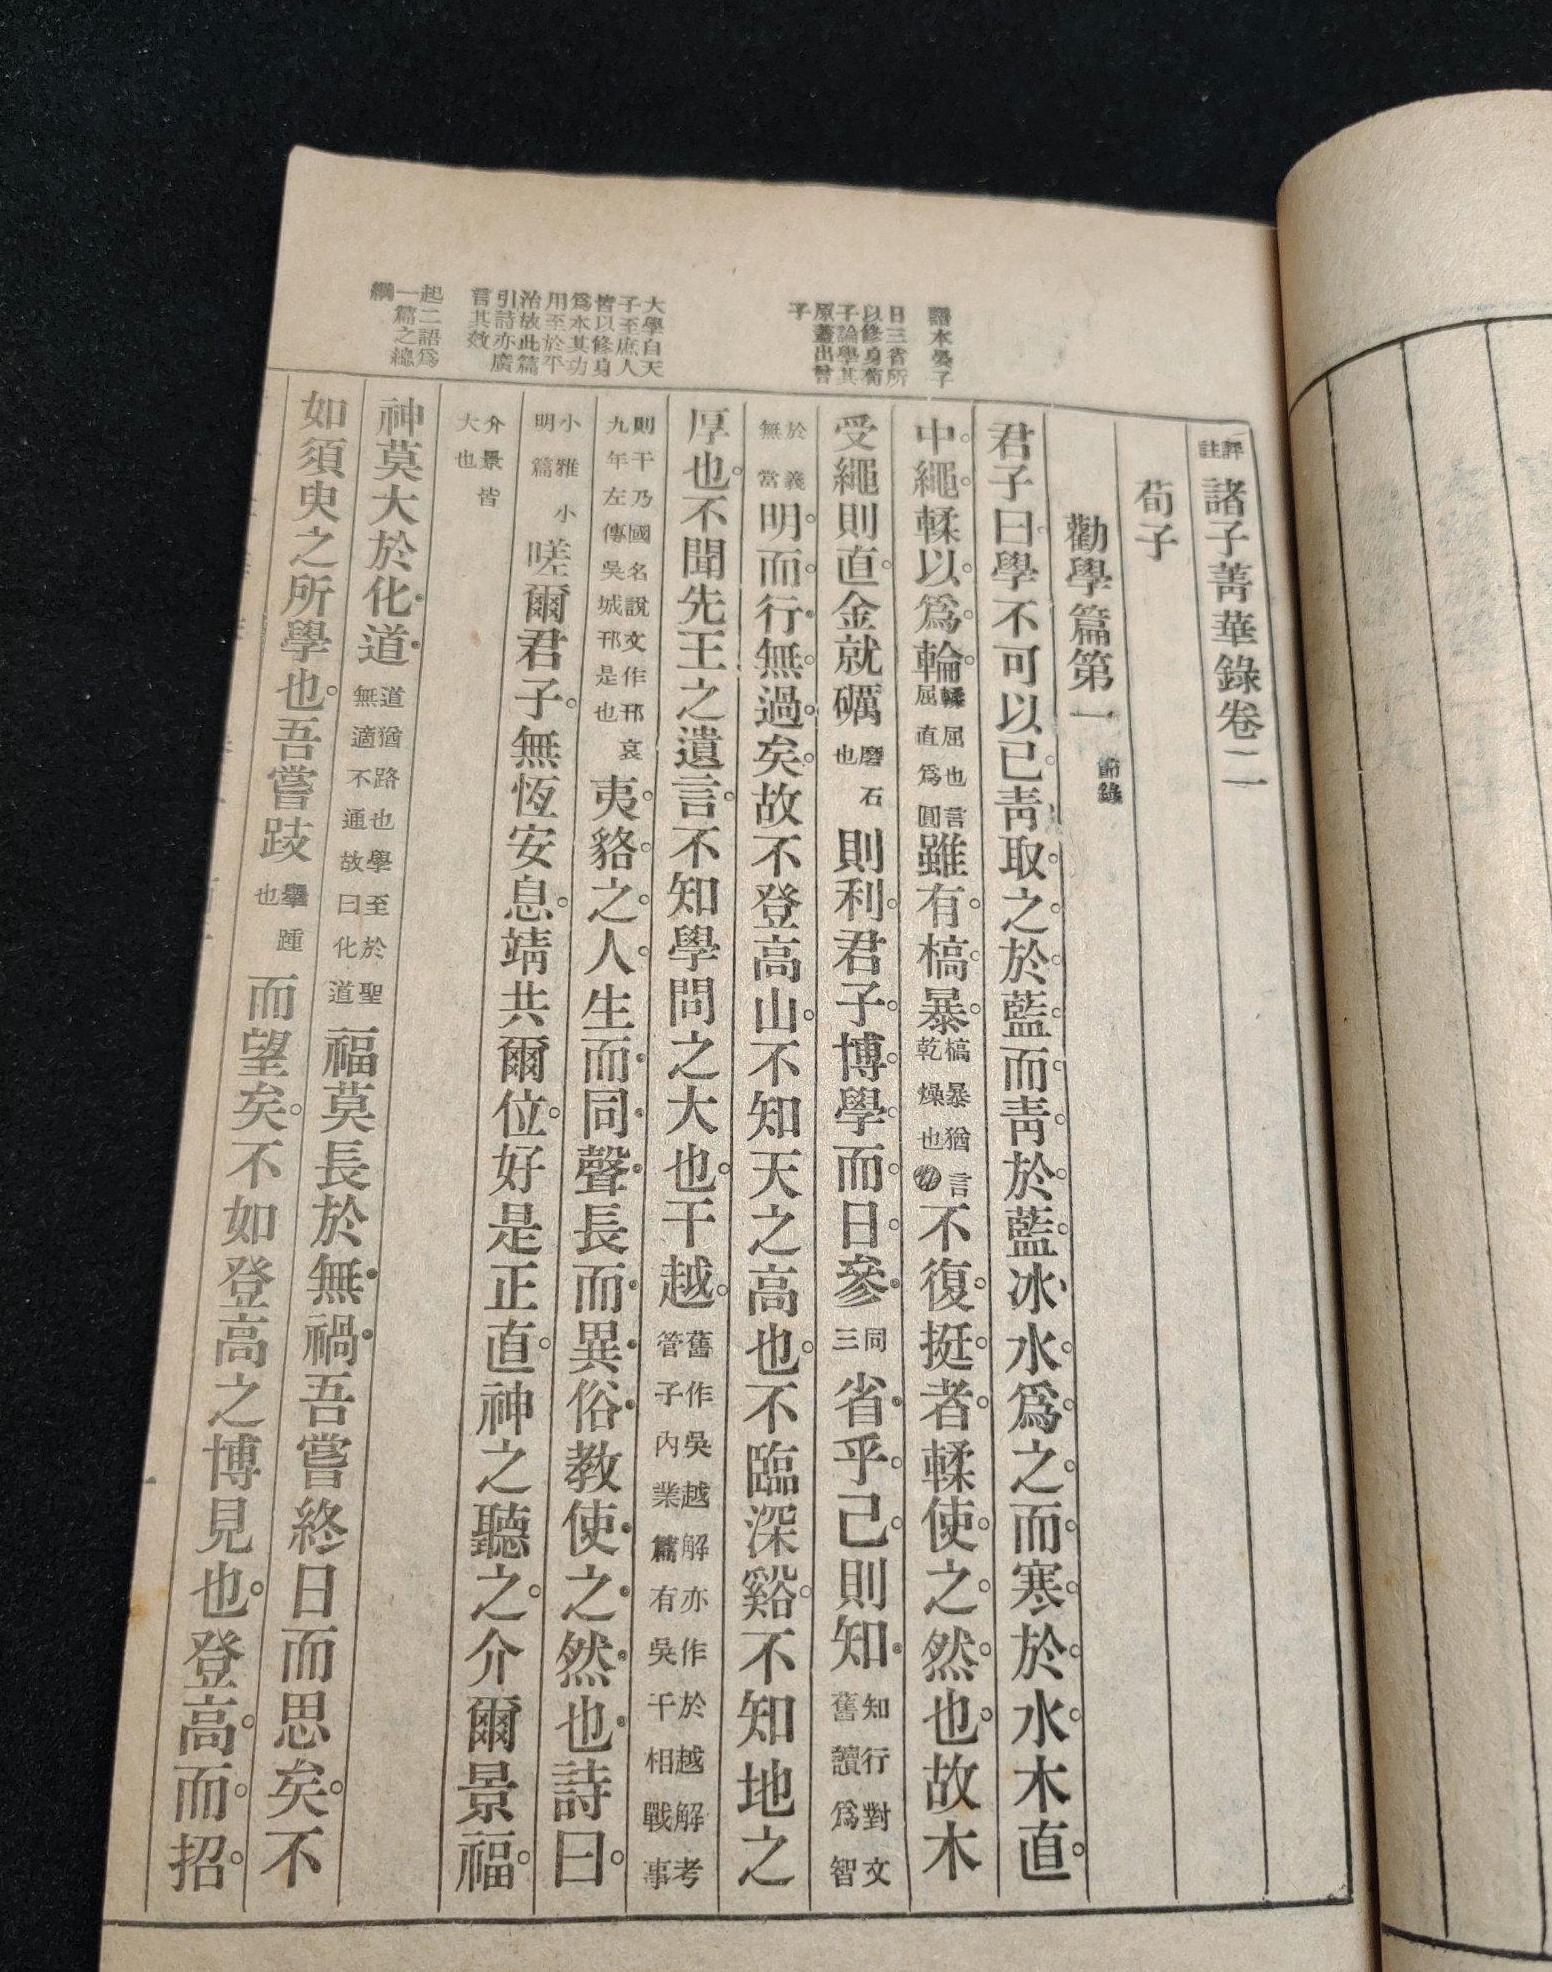 評註諸子菁華錄卷二
荀子
勸學篇第一 節錄
君子曰學不可以已靑取之於藍而靑於藍冰水爲之而寒於水木直
中繩輮以爲輪輮屈也言屈直爲圓雖有槁暴槁暴猶言乾燥也不復挺者輮使之然也故木
受繩則直金就礪磨石也則利君子博學而日參同三省乎己則知知行對文舊讀爲智
於義無當明而行無過矣故不登高山不知天之高也不臨深谿不知地之
厚也不聞先王之遺言不知學問之大也干越舊作吳越解亦作於越解考管子內業篇有吳干相戰事
則干乃國名說文作邗哀九年左傳吳城邗是也夷貉之人生而同聲長而異俗敎使之然也詩曰
小雅小明篇嗟爾君子無恆安息靖共爾位好是正直神之聽之介爾景福
介景皆大也
神莫大於化道道猶路也學至於聖無適不通故曰化道福莫長於無禍吾嘗終日而思矣不
如須臾之所學也吾嘗跂舉踵也而望矣不如登高之博見也登高而招
語本晏子
日三省所
以修身荀
子論學其
原蓋出曾
子
大學自天
子至庶人
皆以修身
爲本其功
用至於平
治故此篇
引詩亦廣
言其效
起二語爲
一篇之總
綱